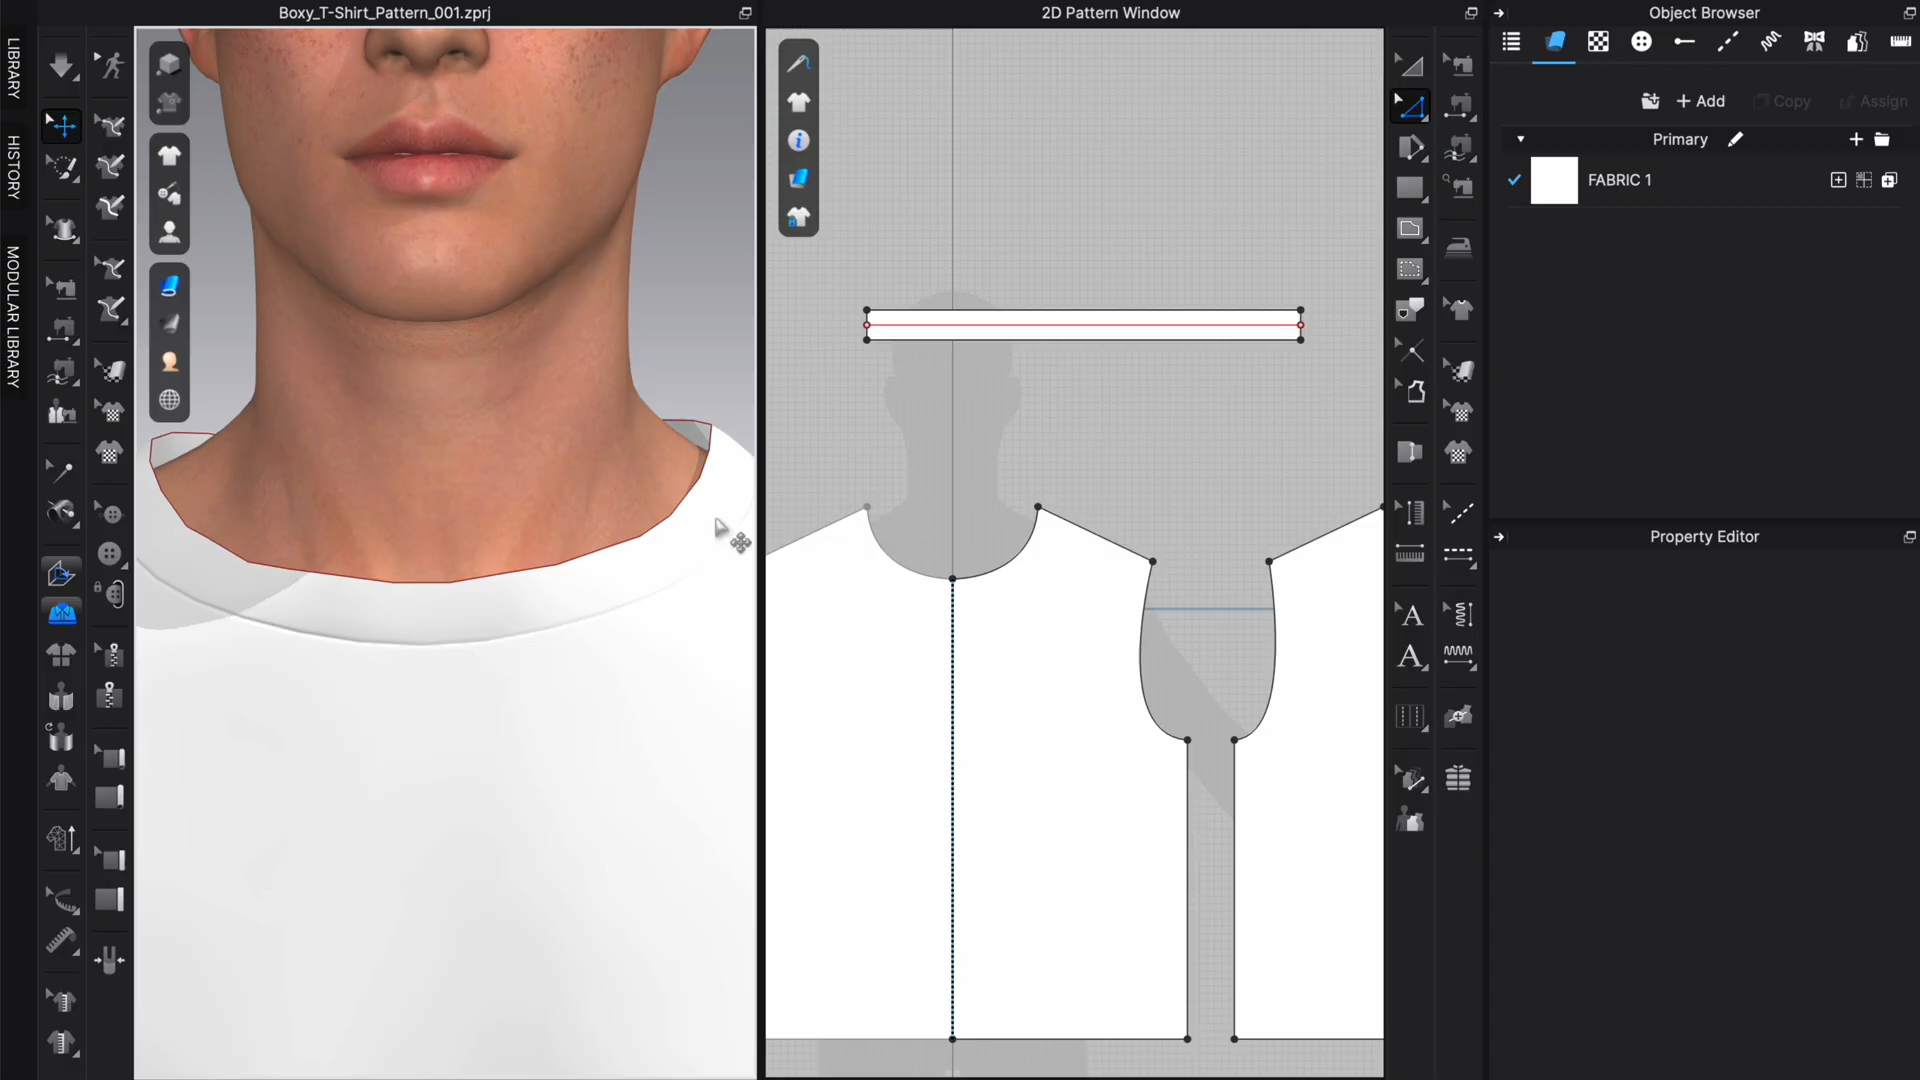 Boxy_T-Shirt_Pattern_001.zprj
2D Pattern Window
Object Browser
LIBRARY
HISTORY
MODULAR LIBRARY
+ Add
Copy
Assign
Primary
FABRIC 1
Property Editor
A
A